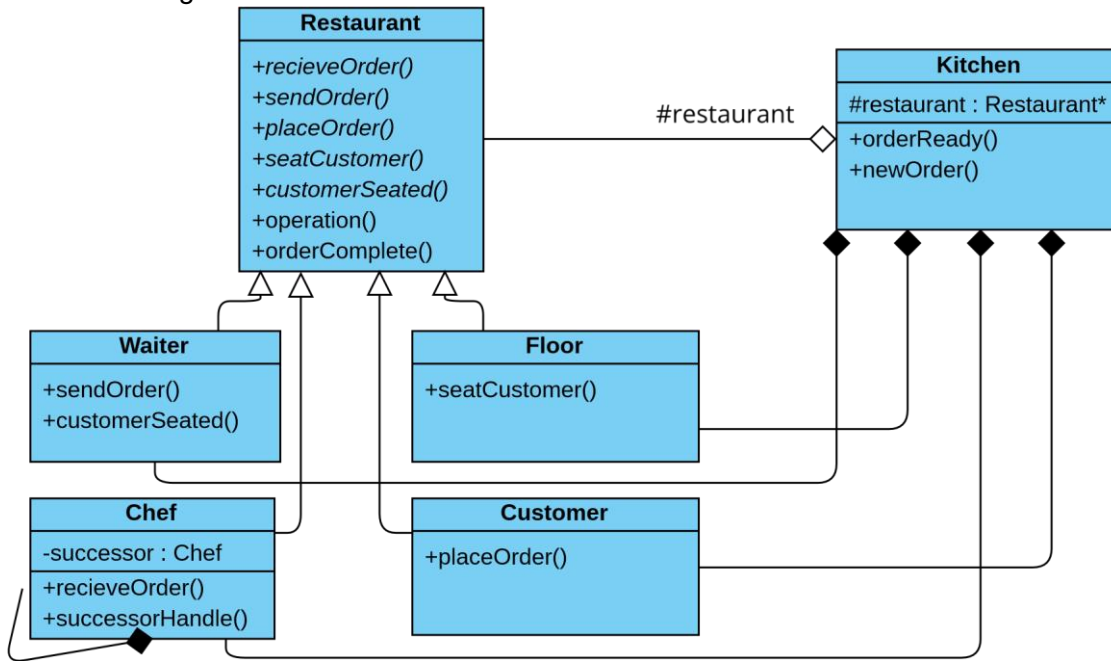 Restaurant
+recieveOrder()
+sendOrder()
+placeOrder()
+seatCustomer()
+customerSeated()
+operation()
+orderComplete()
#restaurant
Kitchen
#restaurant : Restaurant*
+orderReady()
+newOrder()
Waiter
+sendOrder()
+customerSeated()
Floor
+seatCustomer()
Chef
-successor : Chef
+recieveOrder()
+successorHandle()
Customer
+placeOrder()